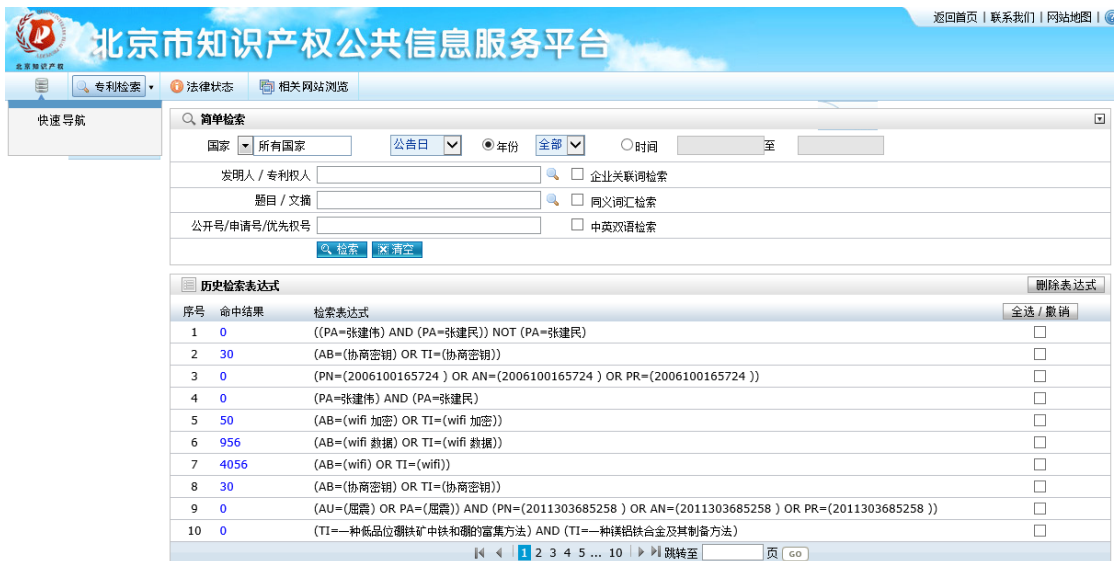 返回首页 | 联系我们 | 网站地图 |
北京市知识产权公共信息服务平台
北京知识产权
专利检索 法律状态 相关网站浏览
快速导航
简单检索
国家 所有国家 公告日 年份 全部 时间 至
发明人 / 专利权人 企业关联词检索
题目 / 文摘 同义词汇检索
公开号/申请号/优先权号 中英双语检索
检索 清空
历史检索表达式 删除表达式
序号 命中结果 检索表达式 全选 / 撤销
1 0 ((PA=张建伟) AND (PA=张建民)) NOT (PA=张建民)
2 30 (AB=(协商密钥) OR TI=(协商密钥))
3 0 (PN=(2006100165724 ) OR AN=(2006100165724 ) OR PR=(2006100165724 ))
4 0 (PA=张建伟) AND (PA=张建民)
5 50 (AB=(wifi 加密) OR TI=(wifi 加密))
6 956 (AB=(wifi 数据) OR TI=(wifi 数据))
7 4056 (AB=(wifi) OR TI=(wifi))
8 30 (AB=(协商密钥) OR TI=(协商密钥))
9 0 (AU=(屈震) OR PA=(屈震)) AND (PN=(2011303685258 ) OR AN=(2011303685258 ) OR PR=(2011303685258 ))
10 0 (TI=一种低品位硼铁矿中铁和硼的富集方法) AND (TI=一种镁铝铁合金及其制备方法)
1 2 3 4 5 ... 10 跳转至 页 GO